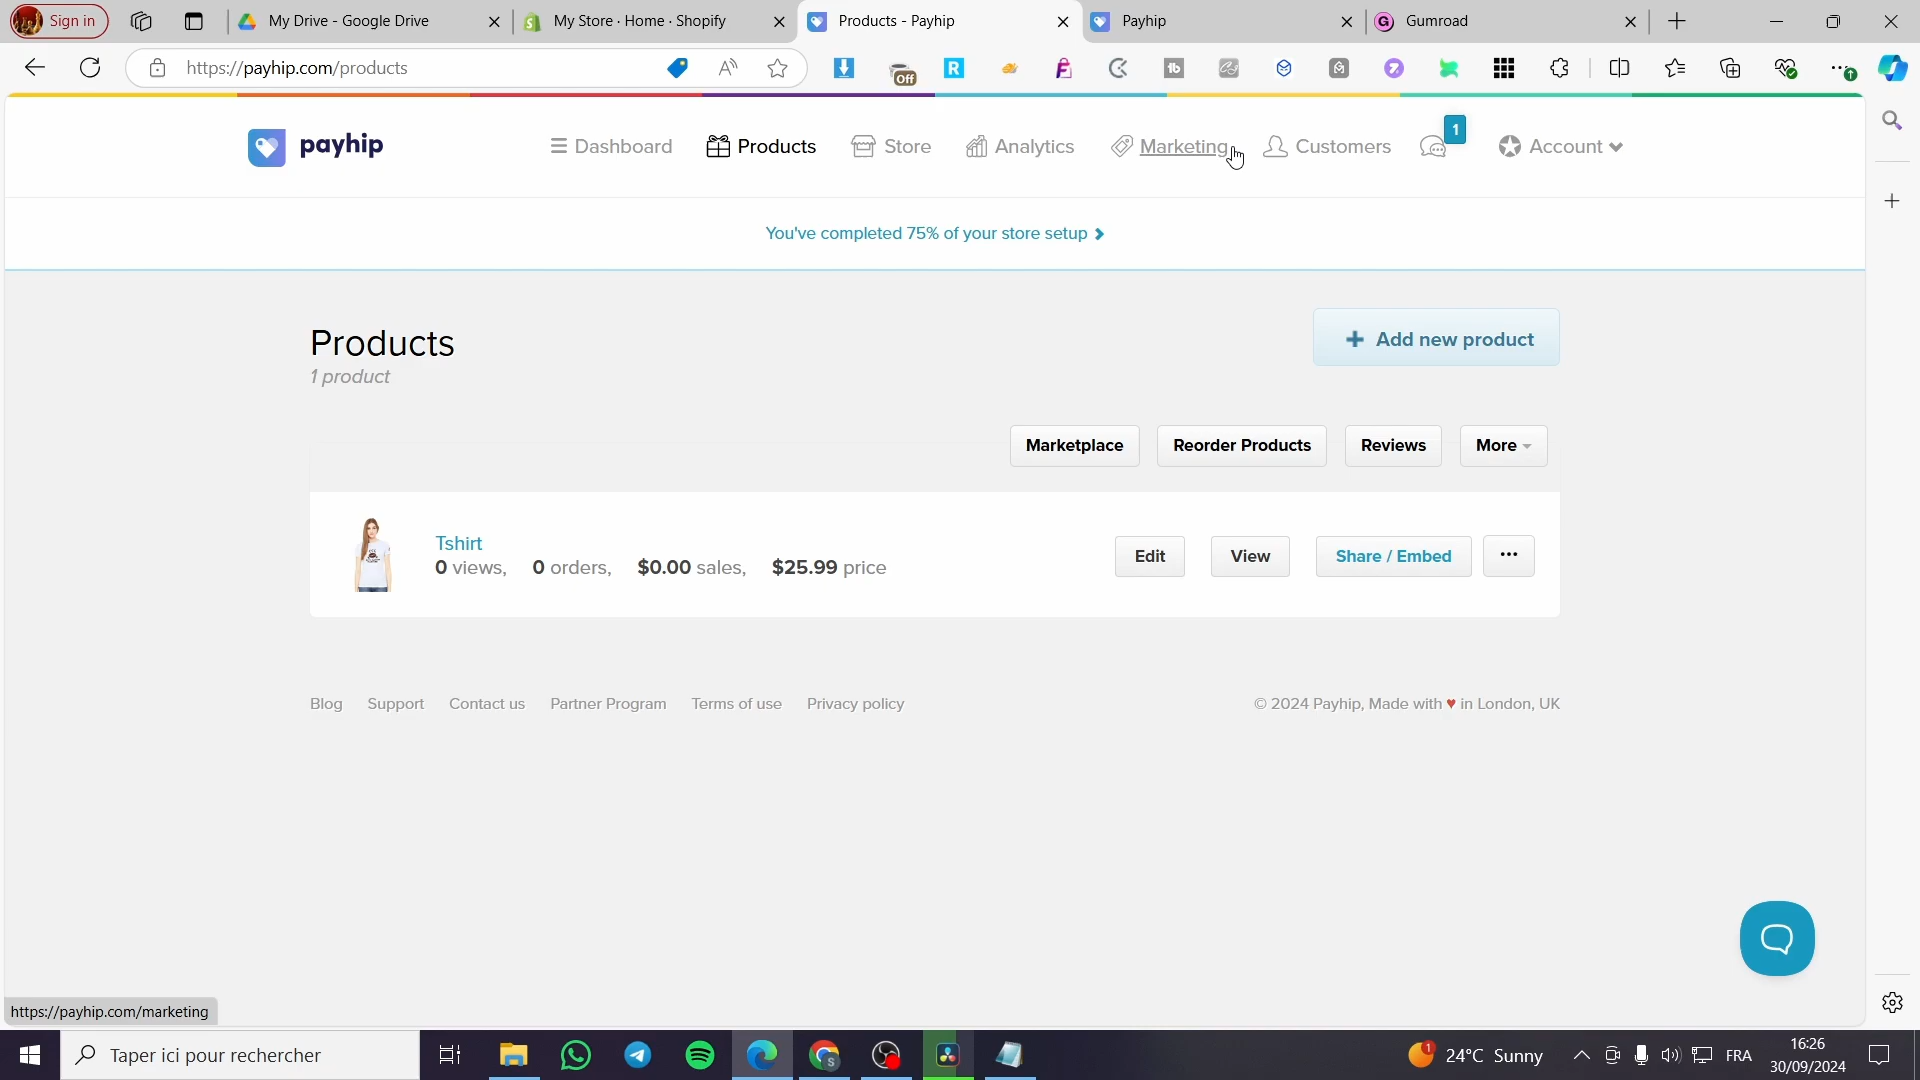 Sign in
My Drive - Google Drive
My Store · Home · Shopify
Products - Payhip
Payhip
G Gumroad
https://payhip.com/products
Off
R
tb
payhip
Dashboard
Products
Store
Analytics
Marketing
Customers
1
Account
You've completed 75% of your store setup
Products
1 product
+ Add new product
Marketplace
Reorder Products
Reviews
More
Tshirt
0 views, 0 orders, $0.00 sales, $25.99 price
Edit
View
Share / Embed
•••
Blog
Support
Contact us
Partner Program
Terms of use
Privacy policy
© 2024 Payhip, Made with ♥ in London, UK
https://payhip.com/marketing
Taper ici pour rechercher
1
24°C Sunny
FRA
16:26
30/09/2024